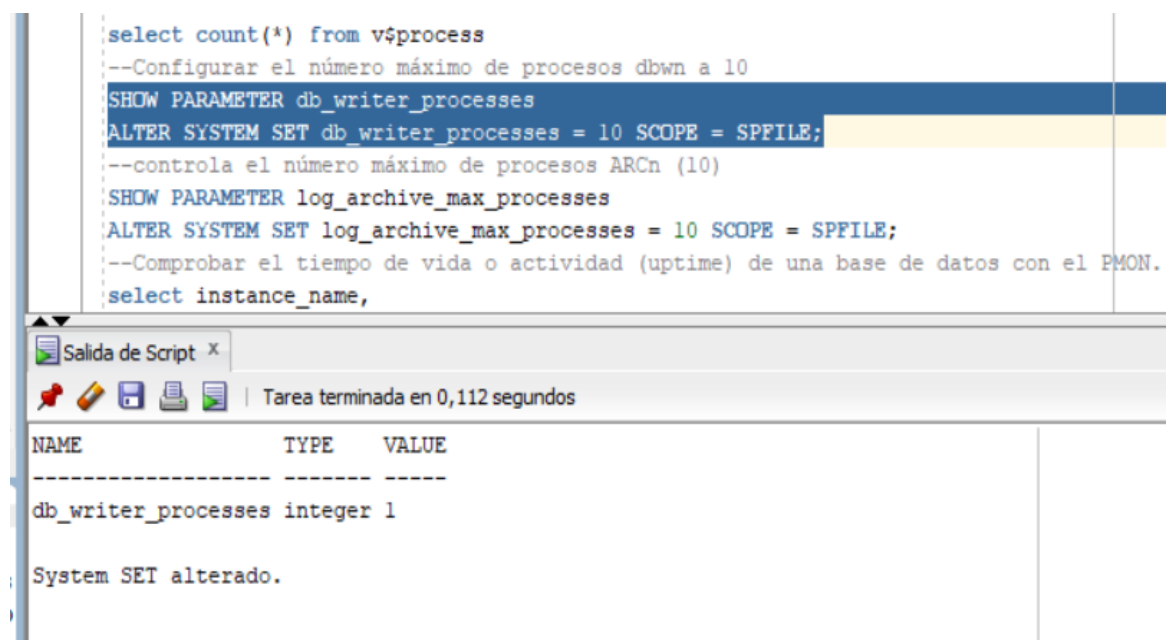 select count(*) from v$process
--Configurar el número máximo de procesos dbwn a 10
SHOW PARAMETER db_writer_processes
ALTER SYSTEM SET db_writer_processes = 10 SCOPE = SPFILE;
--controla el número máximo de procesos ARCn (10)
SHOW PARAMETER log_archive_max_processes
ALTER SYSTEM SET log_archive_max_processes = 10 SCOPE = SPFILE;
--Comprobar el tiempo de vida o actividad (uptime) de una base de datos con el PMON.
select instance_name,
Salida de Script x
Tarea terminada en 0,112 segundos
NAME TYPE VALUE
------------------- ------- -----
db_writer_processes integer 1
System SET alterado.